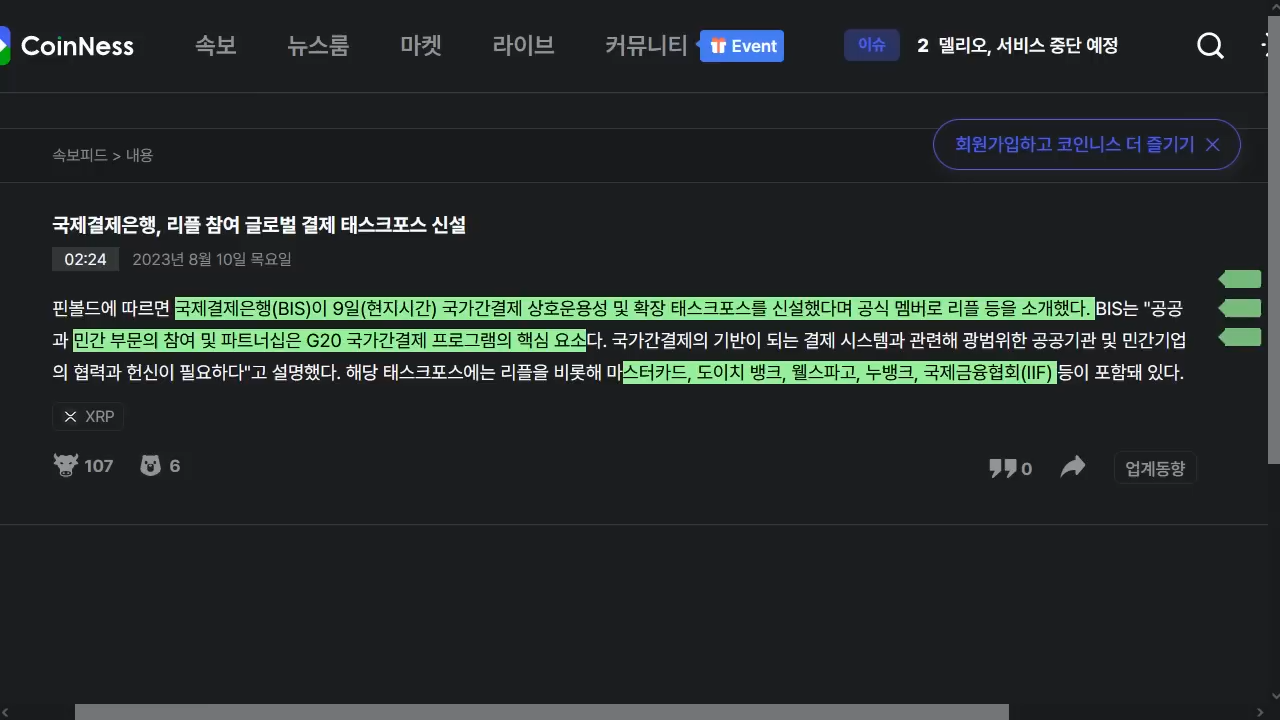 CoinNess 속보 뉴스룸 마켓 라이브 커뮤니티 Event 이슈 2 델리오, 서비스 중단 예정
회원가입하고 코인니스 더 즐기기
속보피드 > 내용
국제결제은행, 리플 참여 글로벌 결제 태스크포스 신설
02:24 2023년 8월 10일 목요일
핀볼드에 따르면 국제결제은행(BIS)이 9일(현지시간) 국가간결제 상호운용성 및 확장 태스크포스를 신설했다며 공식 멤버로 리플 등을 소개했다. BIS는 "공공
과 민간 부문의 참여 및 파트너십은 G20 국가간결제 프로그램의 핵심 요소다. 국가간결제의 기반이 되는 결제 시스템과 관련해 광범위한 공공기관 및 민간기업
의 협력과 헌신이 필요하다"고 설명했다. 해당 태스크포스에는 리플을 비롯해 마스터카드, 도이치 뱅크, 웰스파고, 누뱅크, 국제금융협회(IIF) 등이 포함돼 있다.
XRP
107 6 0 업계동향